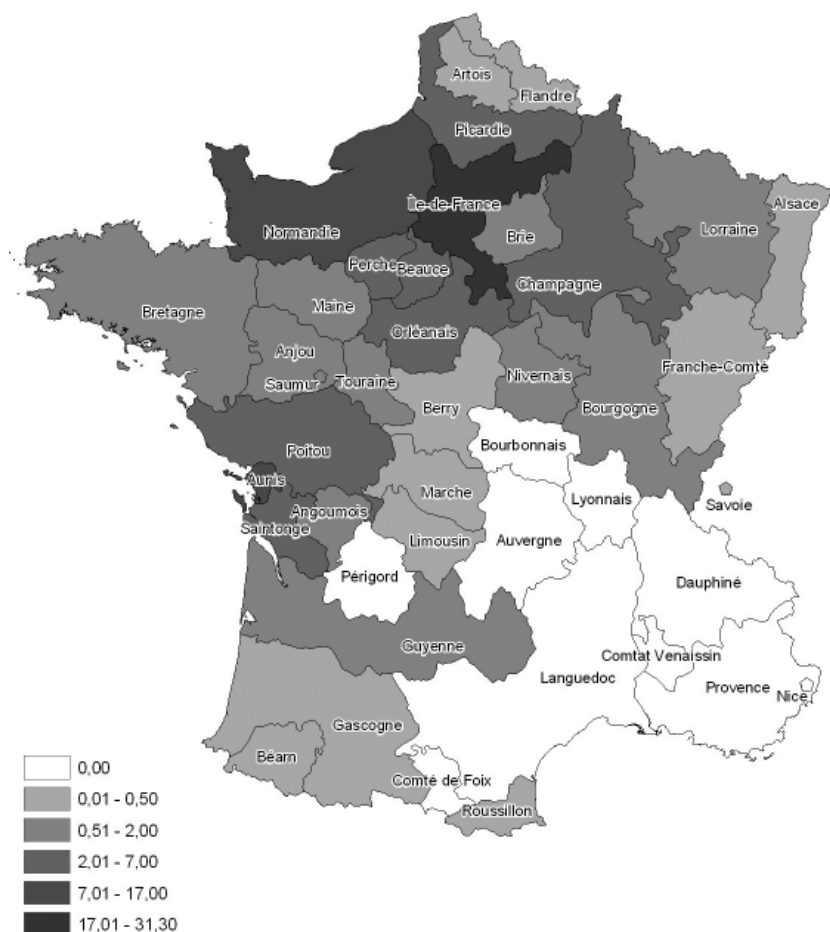 Artois
Flandre
Picardie
Île-de-France
Alsace
Normandie
Brie
Lorraine
Perche
Beauce
Champagne
Bretagne
Maine
Orléanais
Anjou
Saumur
Touraine
Nivernais
Franche-Comté
Berry
Bourgogne
Poitou
Bourbonnais
Aunis
Marche
Lyonnais
Savoie
Angoumois
Saintonge
Limousin
Auvergne
Périgord
Dauphiné
Guyenne
Comtat Venaissin
Languedoc
Provence
Nice
Gascogne
Béarn
Comté de Foix
Roussillon
0,00
0,01 - 0,50
0,51 - 2,00
2,01 - 7,00
7,01 - 17,00
17,01 - 31,30